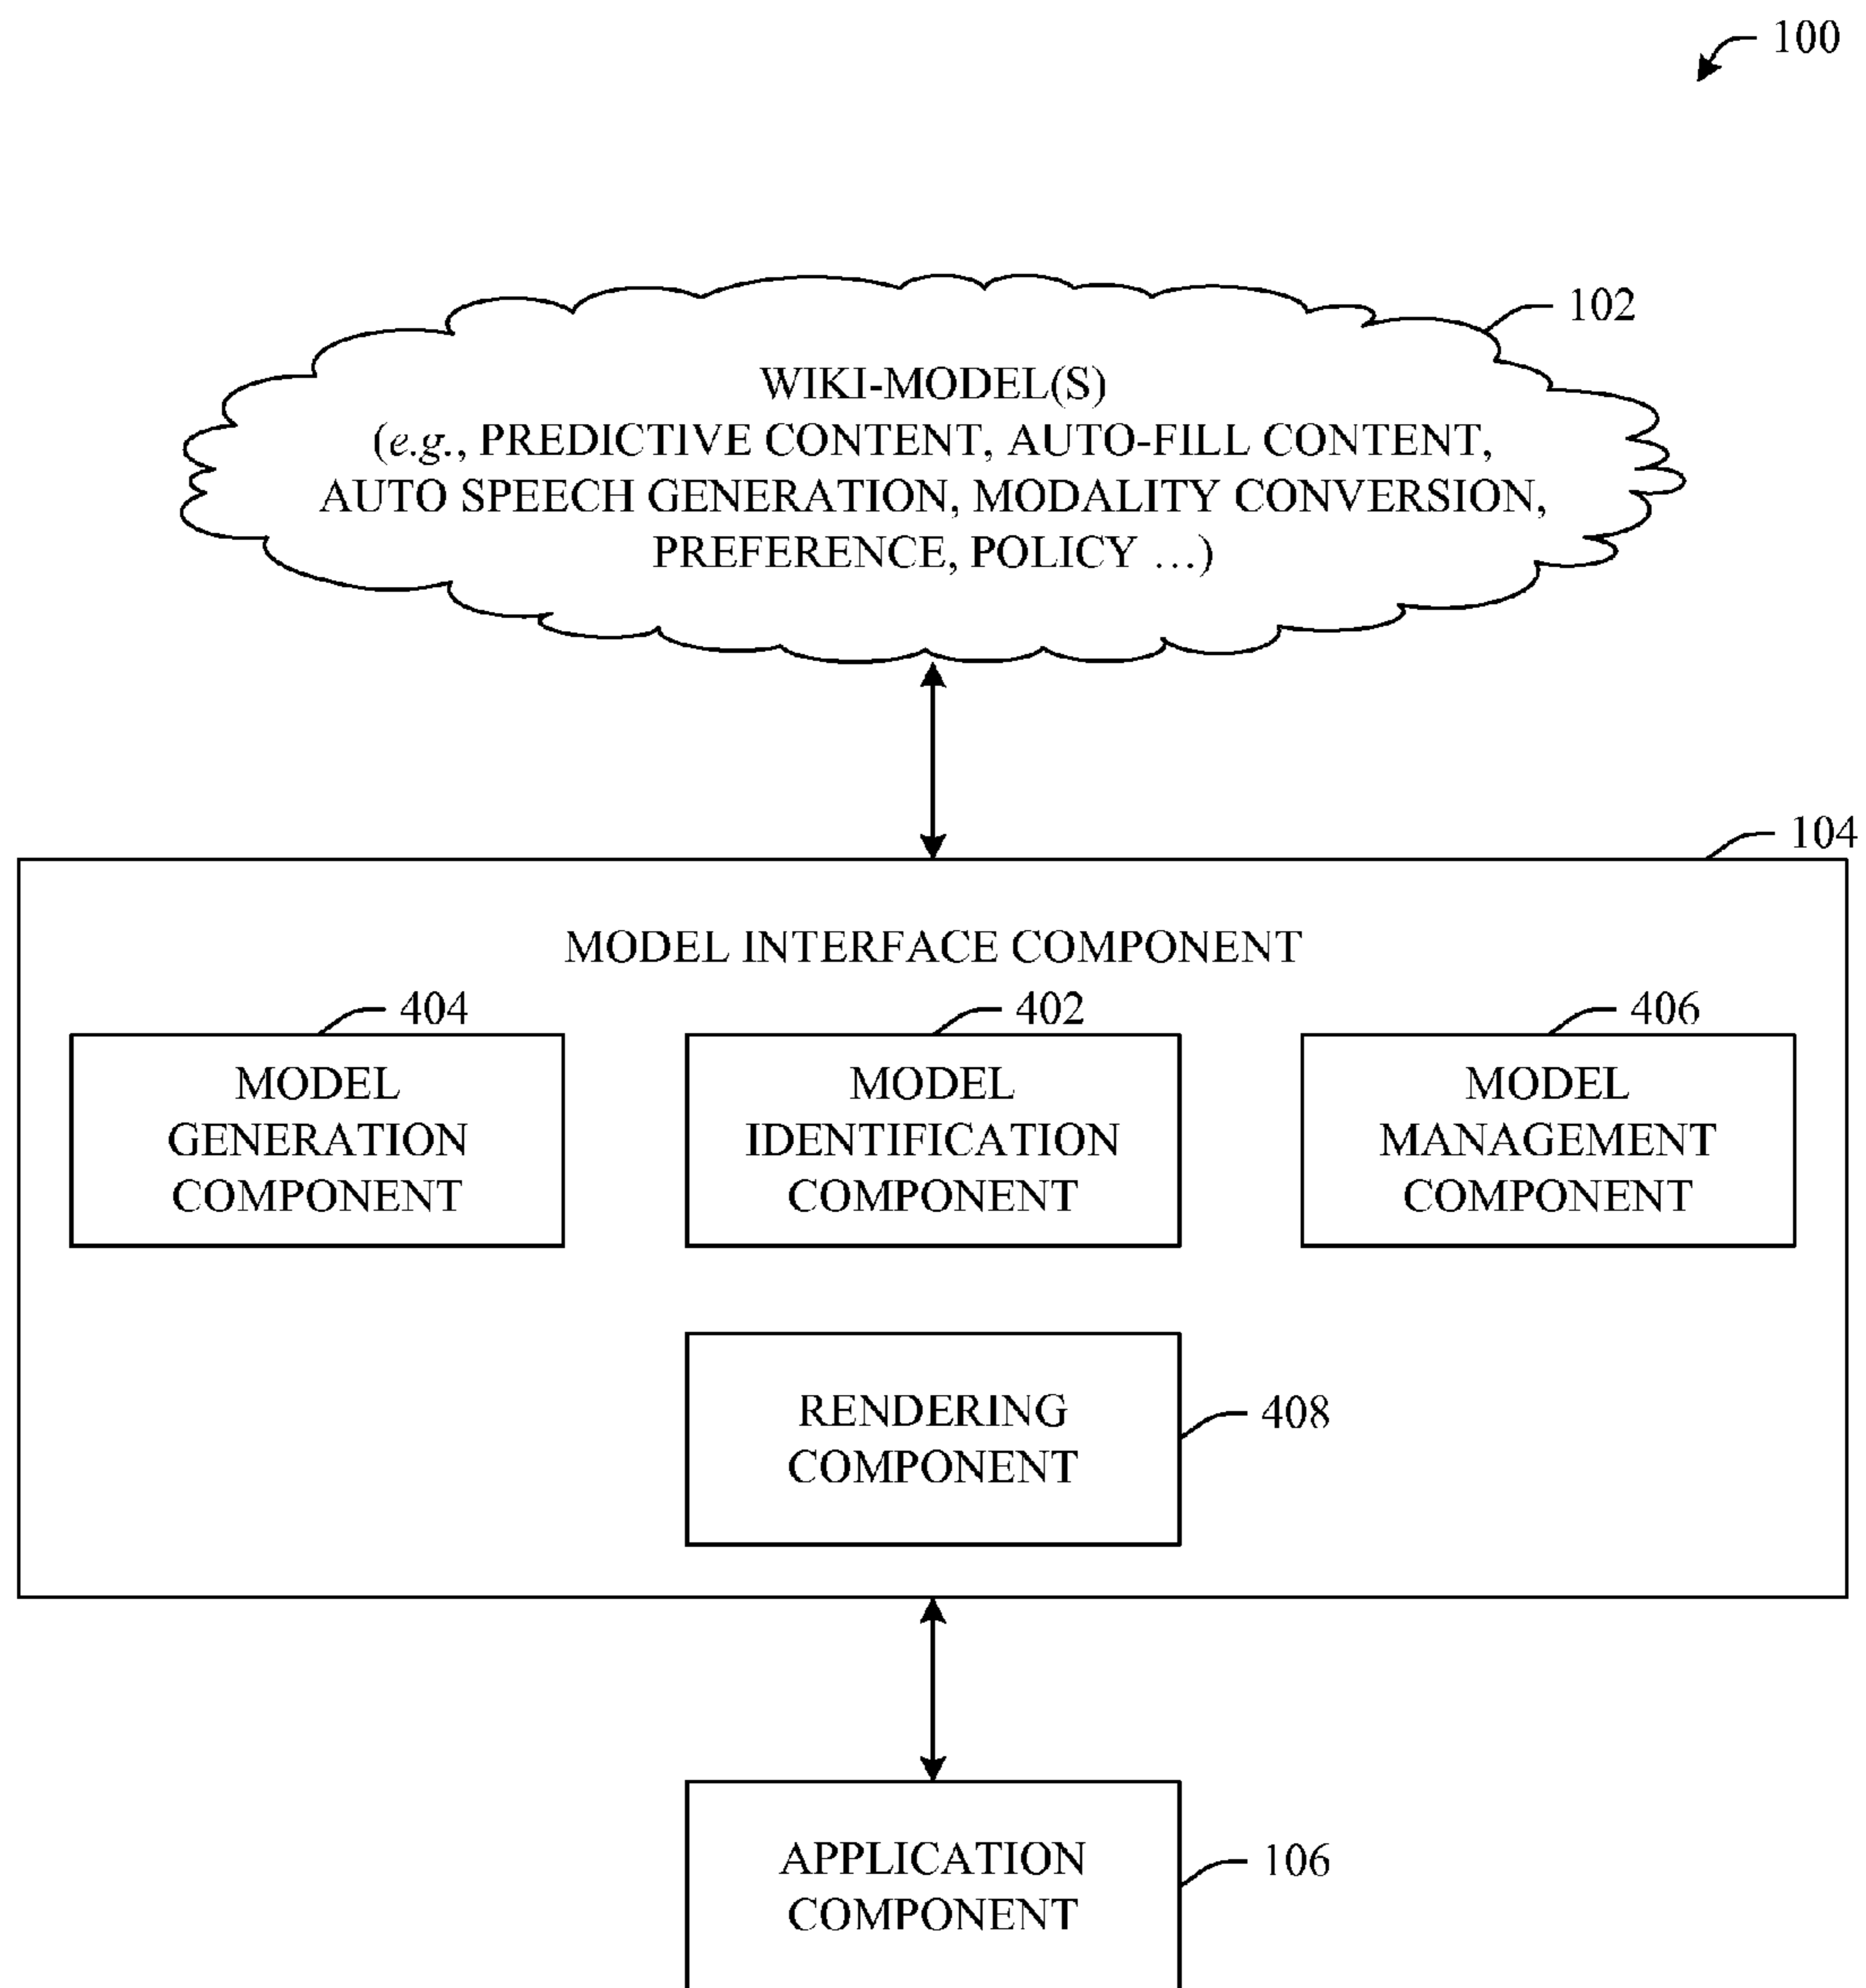 100
102
WIKI-MODEL(S)
(e.g., PREDICTIVE CONTENT, AUTO-FILL CONTENT,
AUTO SPEECH GENERATION, MODALITY CONVERSION,
PREFERENCE, POLICY …)
104
MODEL INTERFACE COMPONENT
404
MODEL
GENERATION
COMPONENT
402
MODEL
IDENTIFICATION
COMPONENT
406
MODEL
MANAGEMENT
COMPONENT
RENDERING
COMPONENT
408
APPLICATION
COMPONENT
106